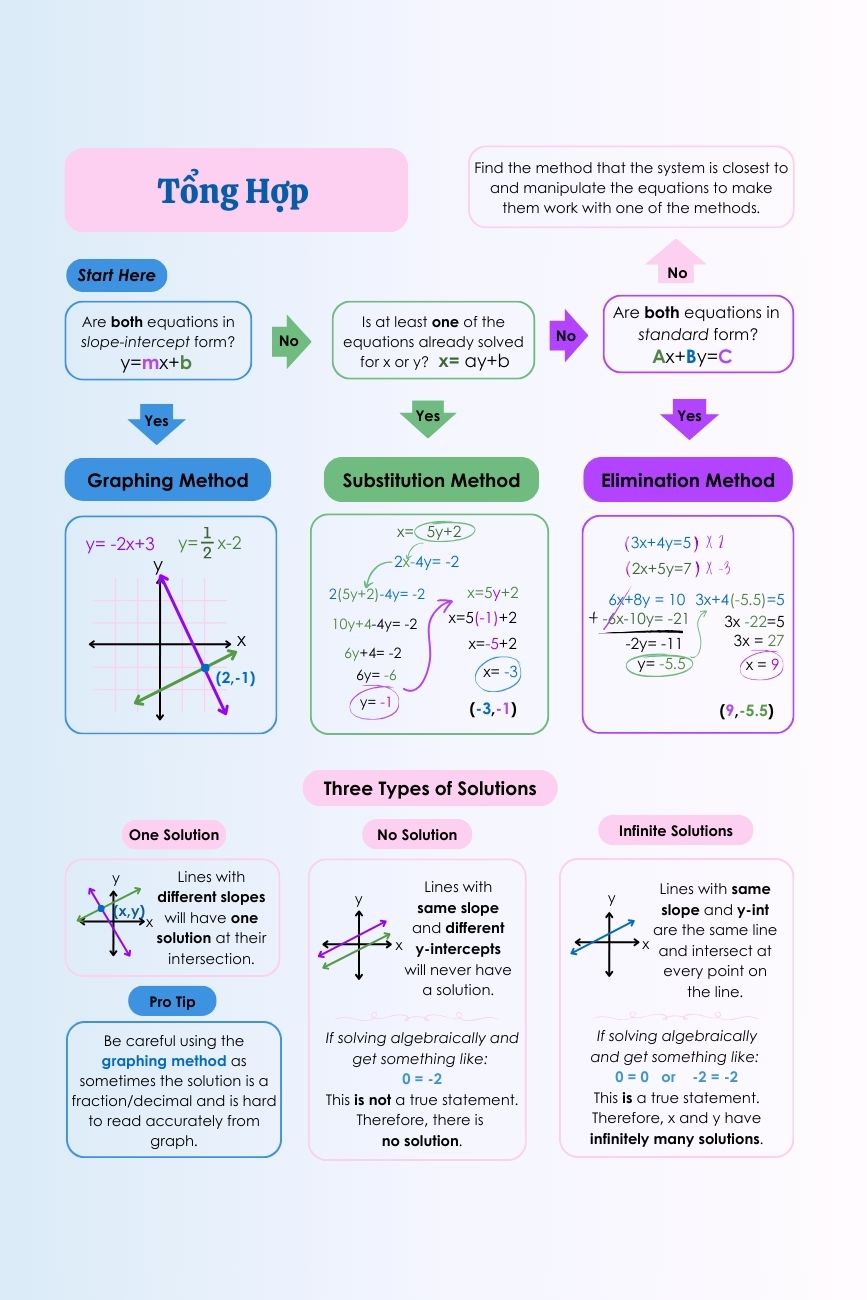 Tổng Hợp
Find the method that the system is closest to
and manipulate the equations to make
them work with one of the methods.
Start Here
Are both equations in
slope-intercept form?
y=mx+b
No
Is at least one of the
equations already solved
for x or y? x= ay+b
No
Are both equations in
standard form?
Ax+By=C
No
Yes
Yes
Yes
Graphing Method
y= -2x+3 y=1/2x-2
y
x
(2,-1)
Substitution Method
x= 5y+2
2x-4y= -2
2(5y+2)-4y= -2
10y+4-4y= -2
6y+4= -2
6y= -6
y= -1
x=5y+2
x=5(-1)+2
x=-5+2
x= -3
(-3,-1)
Elimination Method
(3x+4y=5) X 2
(2x+5y=7) X -3
6x+8y = 10
+ -6x-10y= -21
-2y= -11
y= -5.5
3x+4(-5.5)=5
3x -22=5
3x = 27
x = 9
(9,-5.5)
Three Types of Solutions
One Solution
y
(x,y)
x
Lines with
different slopes
will have one
solution at their
intersection.
Pro Tip
Be careful using the
graphing method as
sometimes the solution is a
fraction/decimal and is hard
to read accurately from
graph.
No Solution
y
x
Lines with
same slope
and different
y-intercepts
will never have
a solution.
If solving algebraically and
get something like:
0 = -2
This is not a true statement.
Therefore, there is
no solution.
Infinite Solutions
y
x
Lines with same
slope and y-int
are the same line
and intersect at
every point on
the line.
If solving algebraically
and get something like:
0 = 0 or -2 = -2
This is a true statement.
Therefore, x and y have
infinitely many solutions.